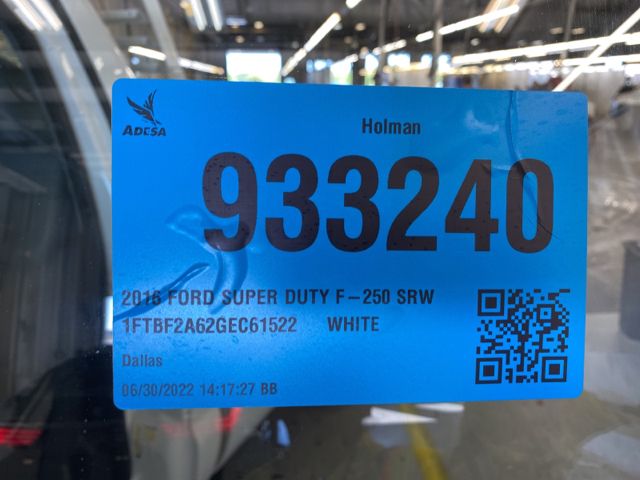 ADESA
Holman
933240
2016 FORD SUPER DUTY F-250 SRW
1FTBF2A62GEC61522 WHITE
Dallas
06/30/2022 14:17:27 BB